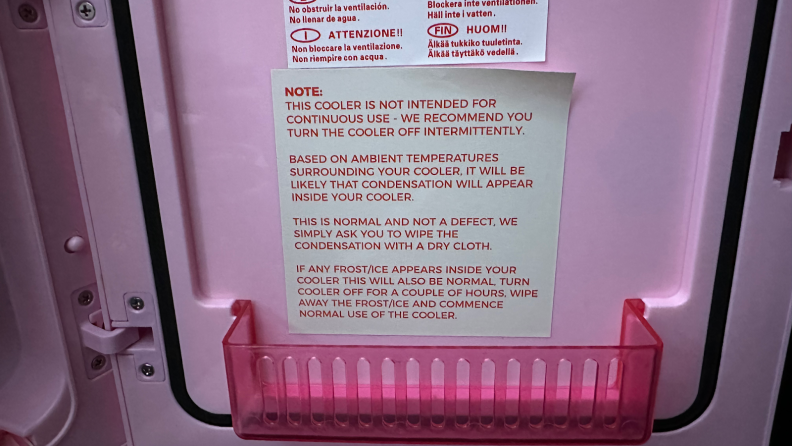 No obstruir la ventilación.
No llenar de agua.
Blockera inte ventilationen.
Häll inte i vatten.
I ATTENZIONE!!
Non bloccare la ventilazione.
Non riempire con acqua.
FIN HUOM!!
Älkää tukkiko tuuletinta.
Älkää täyttäkö vedellä.
NOTE:
THIS COOLER IS NOT INTENDED FOR
CONTINUOUS USE - WE RECOMMEND YOU
TURN THE COOLER OFF INTERMITTENTLY.
BASED ON AMBIENT TEMPERATURES
SURROUNDING YOUR COOLER, IT WILL BE
LIKELY THAT CONDENSATION WILL APPEAR
INSIDE YOUR COOLER.
THIS IS NORMAL AND NOT A DEFECT, WE
SIMPLY ASK YOU TO WIPE THE
CONDENSATION WITH A DRY CLOTH.
IF ANY FROST/ICE APPEARS INSIDE YOUR
COOLER THIS WILL ALSO BE NORMAL, TURN
COOLER OFF FOR A COUPLE OF HOURS, WIPE
AWAY THE FROST/ICE AND COMMENCE
NORMAL USE OF THE COOLER.